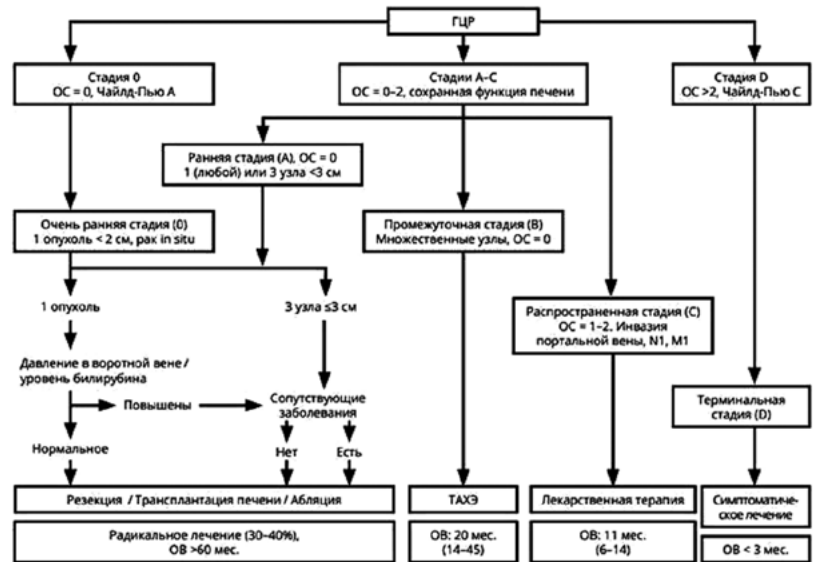 ГЦР
Стадия 0
ОС = 0, Чайлд-Пью А
Стадии А–С
ОС = 0–2, сохранная функция печени
Стадия D
ОС >2, Чайлд-Пью С
Ранняя стадия (А), ОС = 0
1 (любой) или 3 узла <3 см
Очень ранняя стадия (0)
1 опухоль < 2 см, рак in situ
Промежуточная стадия (В)
Множественные узлы, ОС = 0
1 опухоль
3 узла ≤3 см
Распространенная стадия (С)
ОС = 1–2. Инвазия
портальной вены, N1, M1
Давление в воротной вене /
уровень билирубина
Повышены
Сопутствующие
заболевания
Терминальная
стадия (D)
Нормальное
Нет
Есть
Резекция / Трансплантация печени / Абляция
ТАХЭ
Лекарственная терапия
Симптоматиче-
ское лечение
Радикальное лечение (30–40%),
ОВ >60 мес.
ОВ: 20 мес.
(14–45)
ОВ: 11 мес.
(6–14)
ОВ < 3 мес.